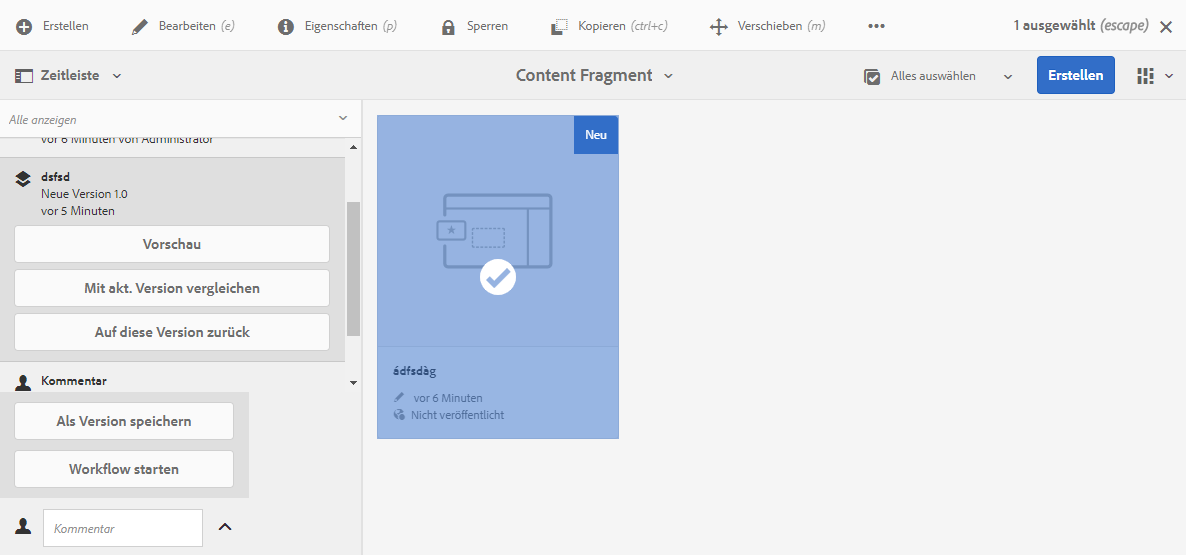 Erstellen
Bearbeiten (e)
Eigenschaften (p)
Sperren
Kopieren (ctrl+c)
Verschieben (m)
1 ausgewählt (escape)
Zeitleiste
Content Fragment
Alles auswählen
Erstellen
Alle anzeigen
vor 6 Minuten von Administrator
dsfsd
Neue Version 1.0
vor 5 Minuten
Vorschau
Mit akt. Version vergleichen
Auf diese Version zurück
Kommentar
Als Version speichern
Workflow starten
Kommentar
Neu
ádfsdàg
vor 6 Minuten
Nicht veröffentlicht